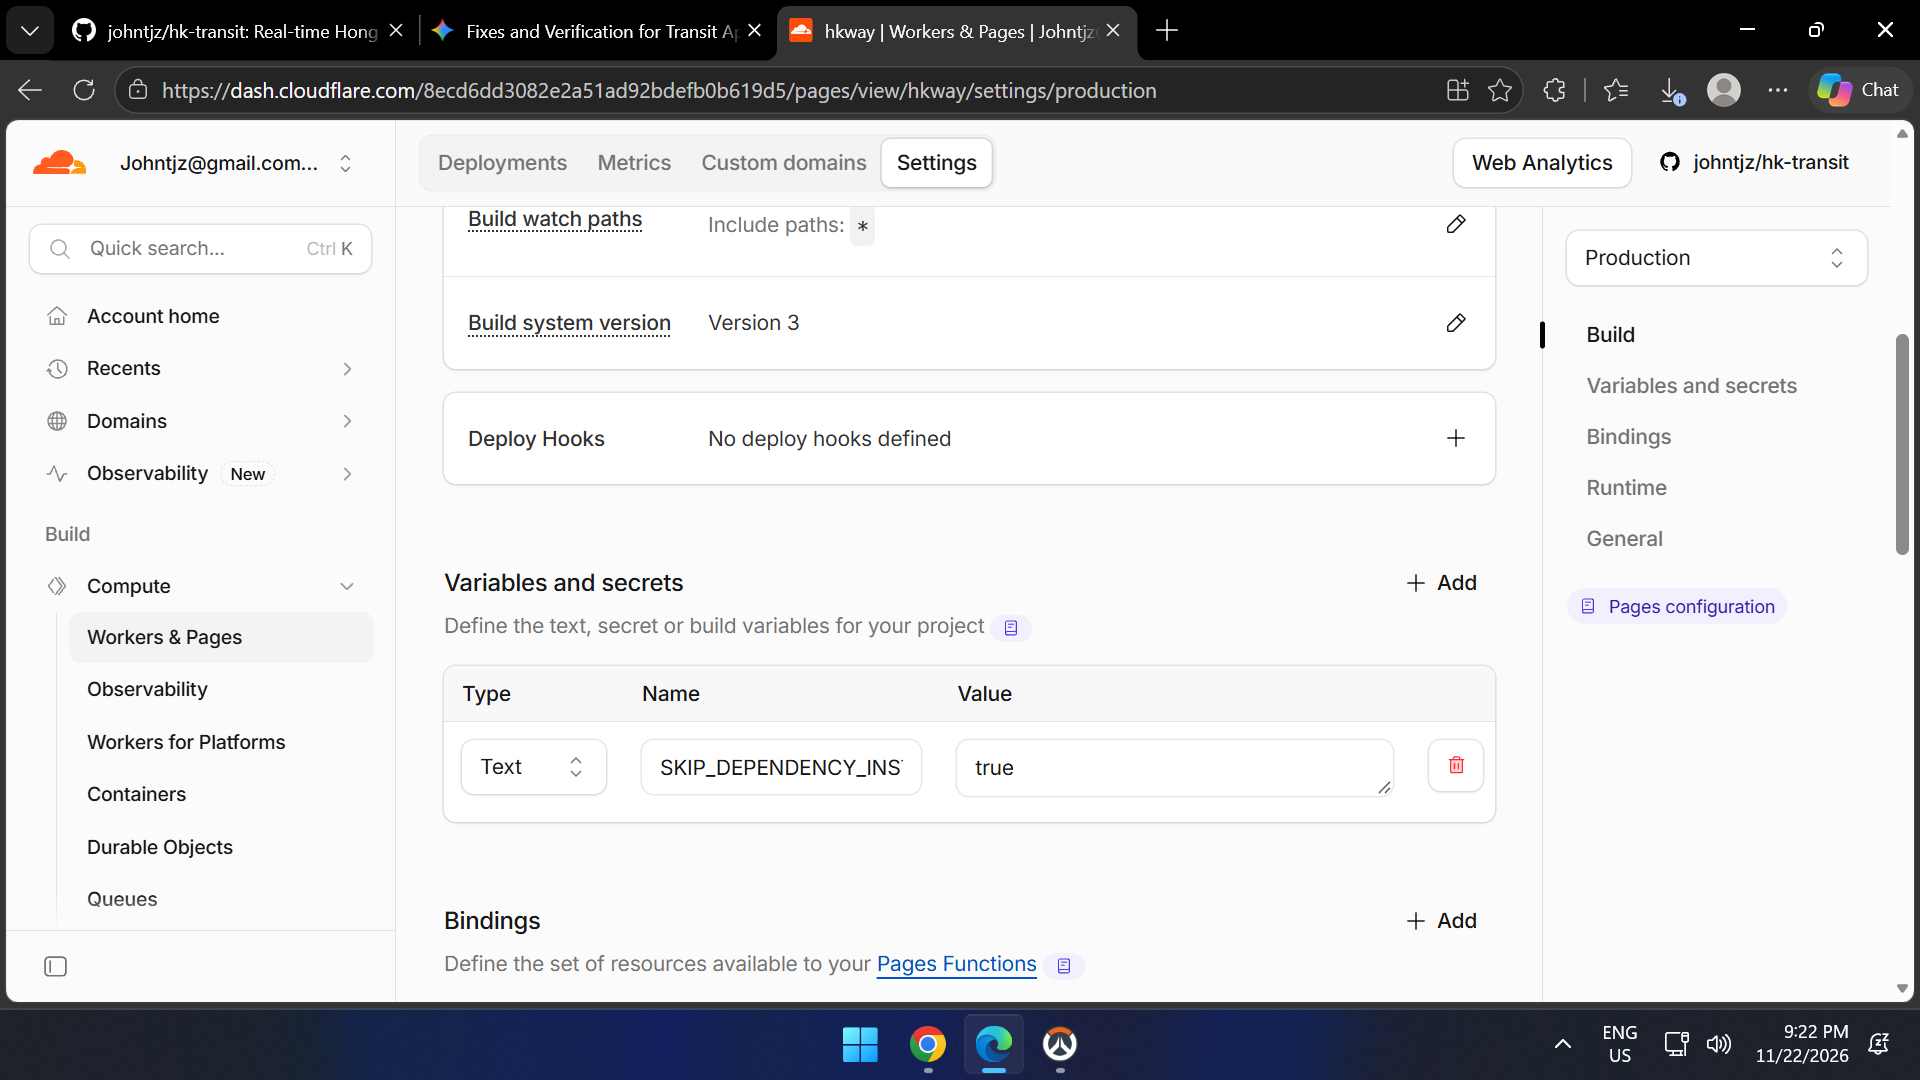 johntjz/hk-transit: Real-time Hong
Fixes and Verification for Transit Ap
hkway | Workers & Pages | Johntjz
https://dash.cloudflare.com/8ecd6dd3082e2a51ad92bdefb0b619d5/pages/view/hkway/settings/production
Chat
Johntjz@gmail.com...
Deployments
Metrics
Custom domains
Settings
Web Analytics
johntjz/hk-transit
Quick search...
Ctrl K
Account home
Recents
Domains
Observability
New
Build
Compute
Workers & Pages
Observability
Workers for Platforms
Containers
Durable Objects
Queues
Build watch paths
Include paths: *
Build system version
Version 3
Deploy Hooks
No deploy hooks defined
Variables and secrets
+ Add
Define the text, secret or build variables for your project
Type
Name
Value
Text
SKIP_DEPENDENCY_INS
true
Bindings
+ Add
Define the set of resources available to your Pages Functions
Production
Build
Variables and secrets
Bindings
Runtime
General
Pages configuration
ENG
US
9:22 PM
11/22/2026